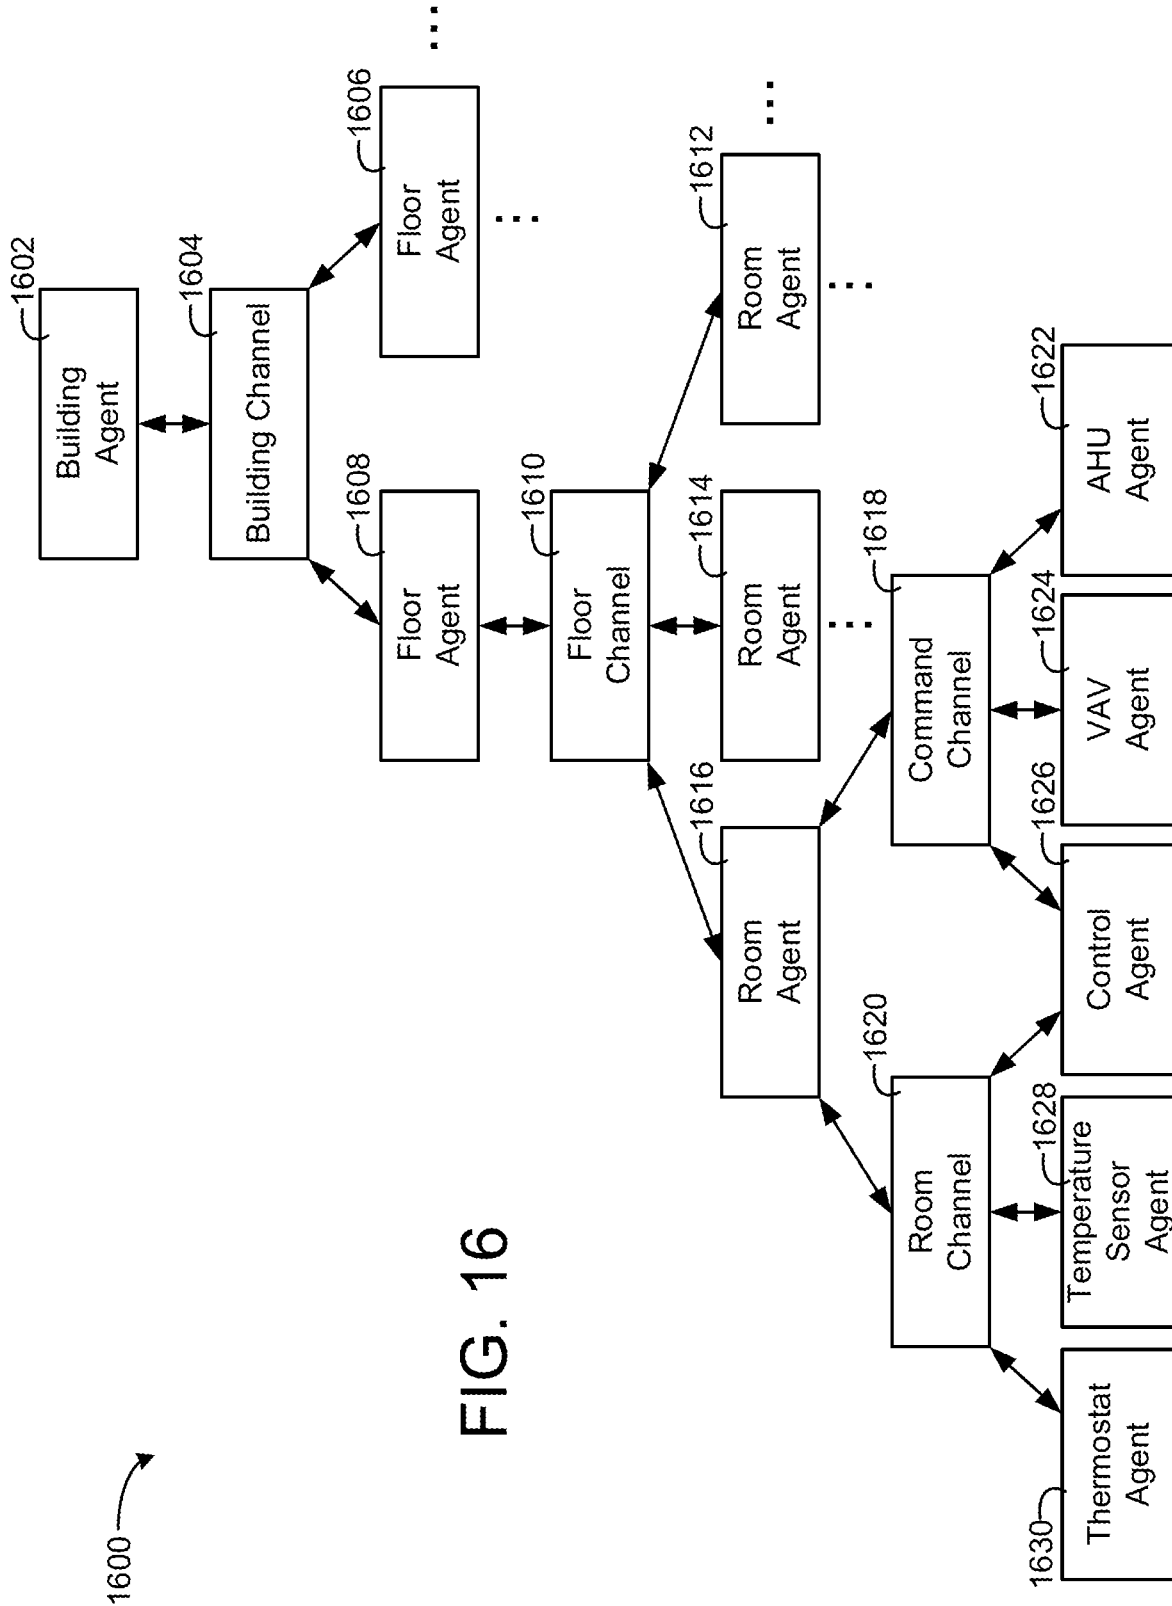 1600
FIG. 16
Building
Agent
1602
Building Channel
1604
Floor
Agent
1608
Floor
Agent
1606
...
...
Floor
Channel
1610
Room
Agent
1616
Room
Agent
1614
...
Room
Agent
1612
...
...
Room
Channel
1620
Command
Channel
1618
1630
Thermostat
Agent
Temperature
Sensor
Agent
1628
Control
Agent
1626
VAV
Agent
1624
AHU
Agent
1622